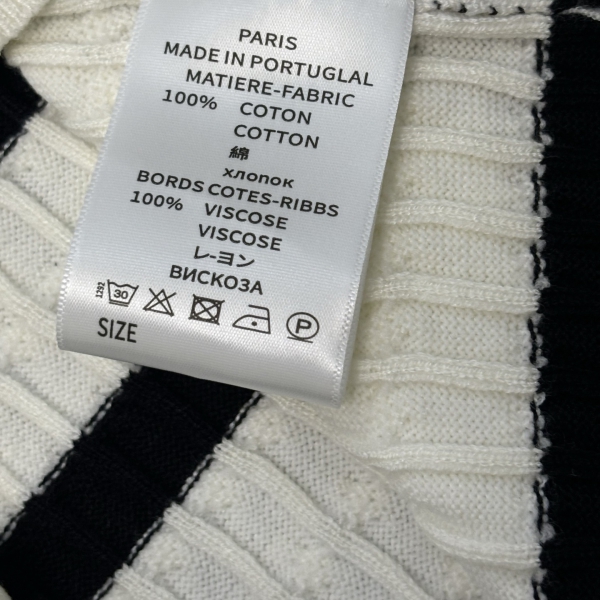 PARIS
MADE IN PORTUGLAL
MATIERE-FABRIC
100% COTON
COTTON
綿
хлопок
BORDS COTES-RIBBS
100% VISCOSE
VISCOSE
レ-ヨン
ВИСКОЗА
1292 30 P
SIZE